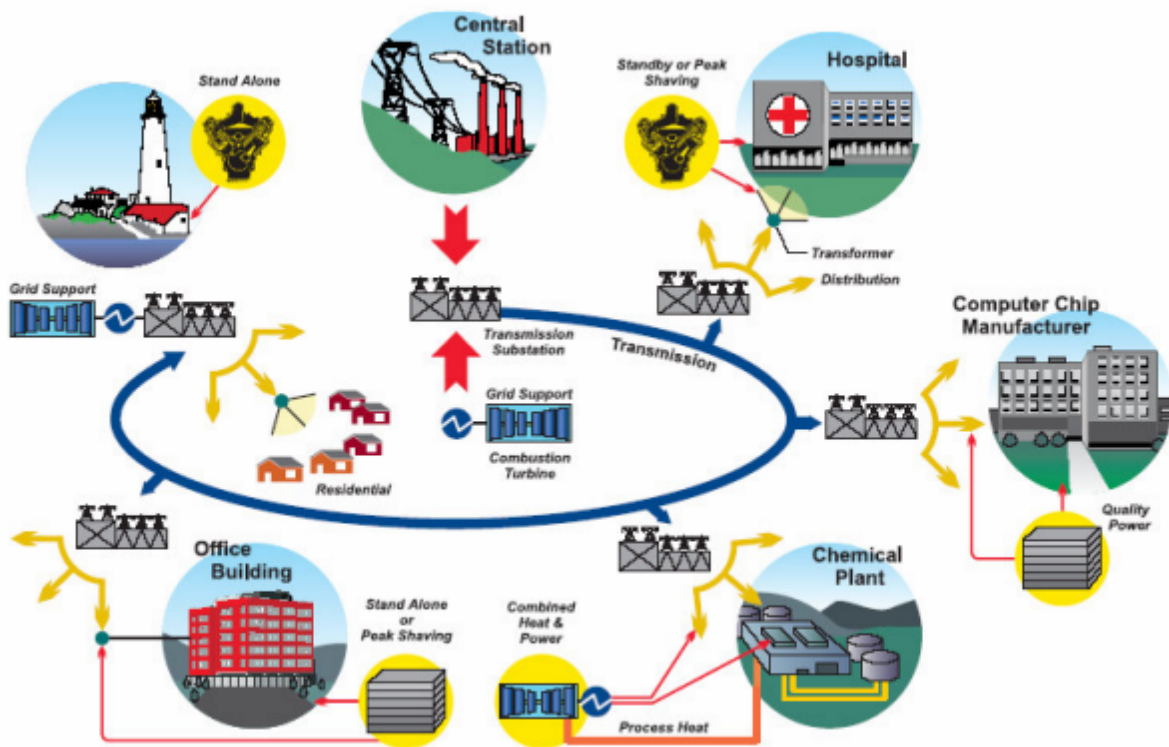 Central
Station
Stand Alone
Standby or Peak
Shaving
Hospital
Transformer
Distribution
Grid Support
Transmission
Substation
Transmission
Computer Chip
Manufacturer
Grid Support
Combustion
Turbine
Residential
Quality
Power
Office
Building
Stand Alone
or
Peak Shaving
Combined
Heat &
Power
Chemical
Plant
Process Heat